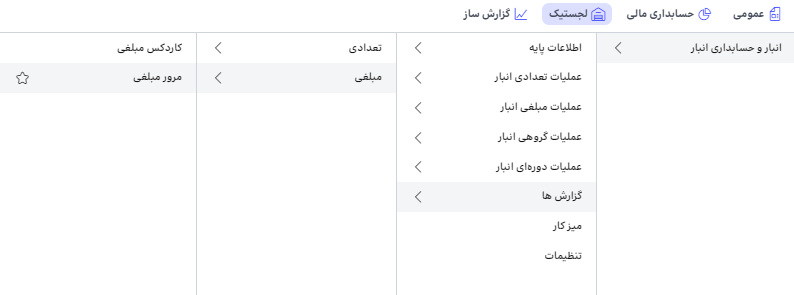 عمومی
حسابداری مالی
لجستیک
گزارش ساز
انبار و حسابداری انبار
اطلاعات پایه
عملیات تعدادی انبار
عملیات مبلغی انبار
عملیات گروهی انبار
عملیات دوره‌ای انبار
گزارش ها
میز کار
تنظیمات
تعدادی
مبلغی
کاردکس مبلغی
مرور مبلغی